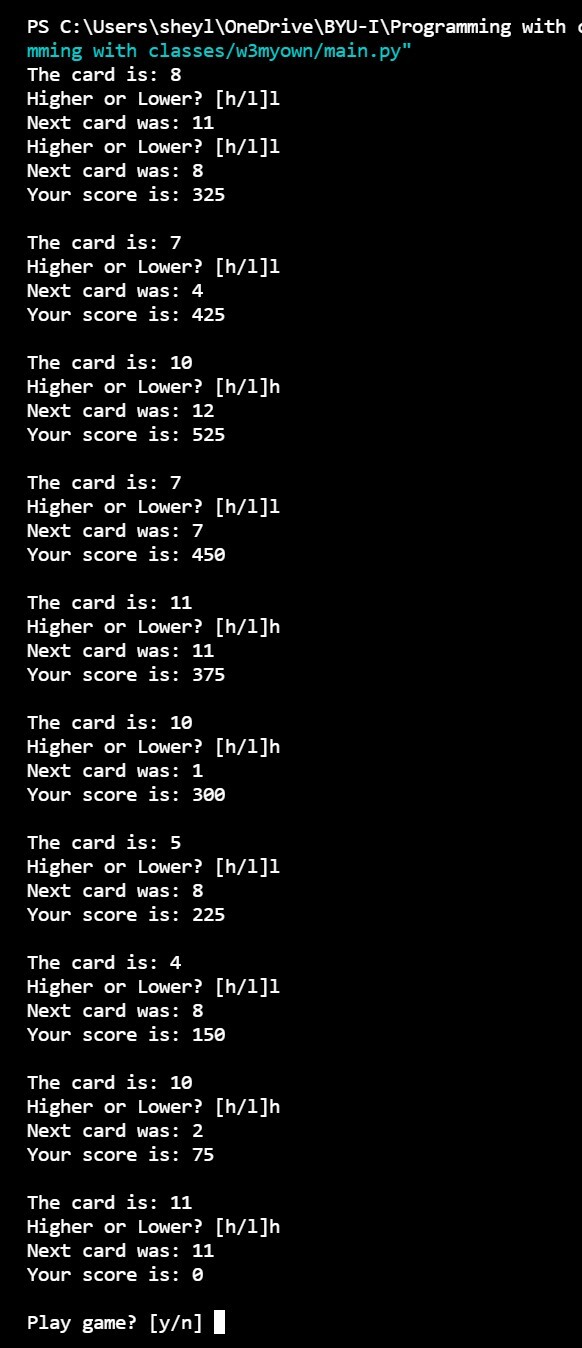 PS C:\Users\sheyl\OneDrive\BYU-I\Programming with
mming with classes/w3myown/main.py"
The card is: 8
Higher or Lower? [h/l]l
Next card was: 11
Higher or Lower? [h/l]l
Next card was: 8
Your score is: 325

The card is: 7
Higher or Lower? [h/l]l
Next card was: 4
Your score is: 425

The card is: 10
Higher or Lower? [h/l]h
Next card was: 12
Your score is: 525

The card is: 7
Higher or Lower? [h/l]l
Next card was: 7
Your score is: 450

The card is: 11
Higher or Lower? [h/l]h
Next card was: 11
Your score is: 375

The card is: 10
Higher or Lower? [h/l]h
Next card was: 1
Your score is: 300

The card is: 5
Higher or Lower? [h/l]l
Next card was: 8
Your score is: 225

The card is: 4
Higher or Lower? [h/l]l
Next card was: 8
Your score is: 150

The card is: 10
Higher or Lower? [h/l]h
Next card was: 2
Your score is: 75

The card is: 11
Higher or Lower? [h/l]h
Next card was: 11
Your score is: 0

Play game? [y/n]